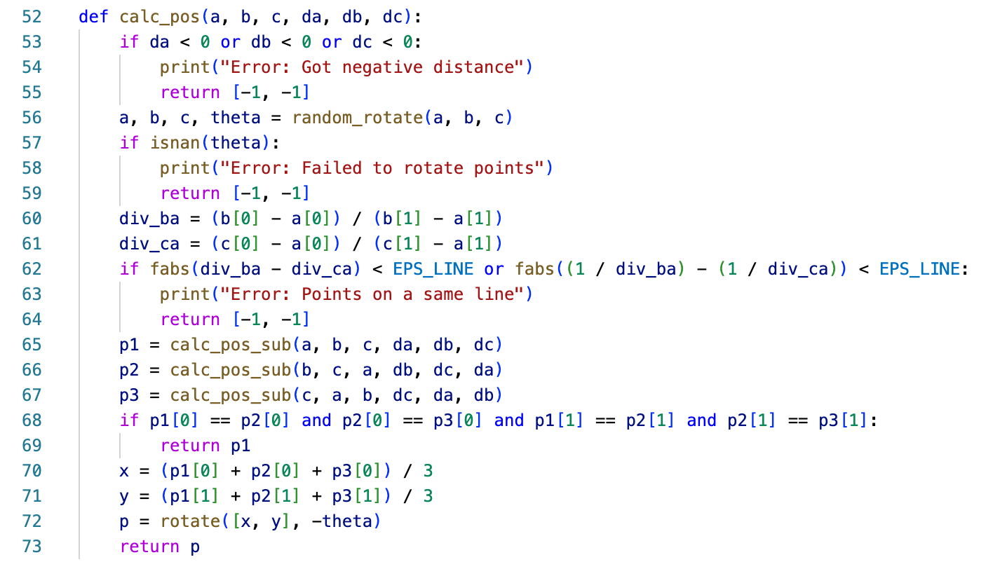 52 def calc_pos(a, b, c, da, db, dc):
53     if da < 0 or db < 0 or dc < 0:
54         print("Error: Got negative distance")
55         return [-1, -1]
56     a, b, c, theta = random_rotate(a, b, c)
57     if isnan(theta):
58         print("Error: Failed to rotate points")
59         return [-1, -1]
60     div_ba = (b[0] - a[0]) / (b[1] - a[1])
61     div_ca = (c[0] - a[0]) / (c[1] - a[1])
62     if fabs(div_ba - div_ca) < EPS_LINE or fabs((1 / div_ba) - (1 / div_ca)) < EPS_LINE:
63         print("Error: Points on a same line")
64         return [-1, -1]
65     p1 = calc_pos_sub(a, b, c, da, db, dc)
66     p2 = calc_pos_sub(b, c, a, db, dc, da)
67     p3 = calc_pos_sub(c, a, b, dc, da, db)
68     if p1[0] == p2[0] and p2[0] == p3[0] and p1[1] == p2[1] and p2[1] == p3[1]:
69         return p1
70     x = (p1[0] + p2[0] + p3[0]) / 3
71     y = (p1[1] + p2[1] + p3[1]) / 3
72     p = rotate([x, y], -theta)
73     return p